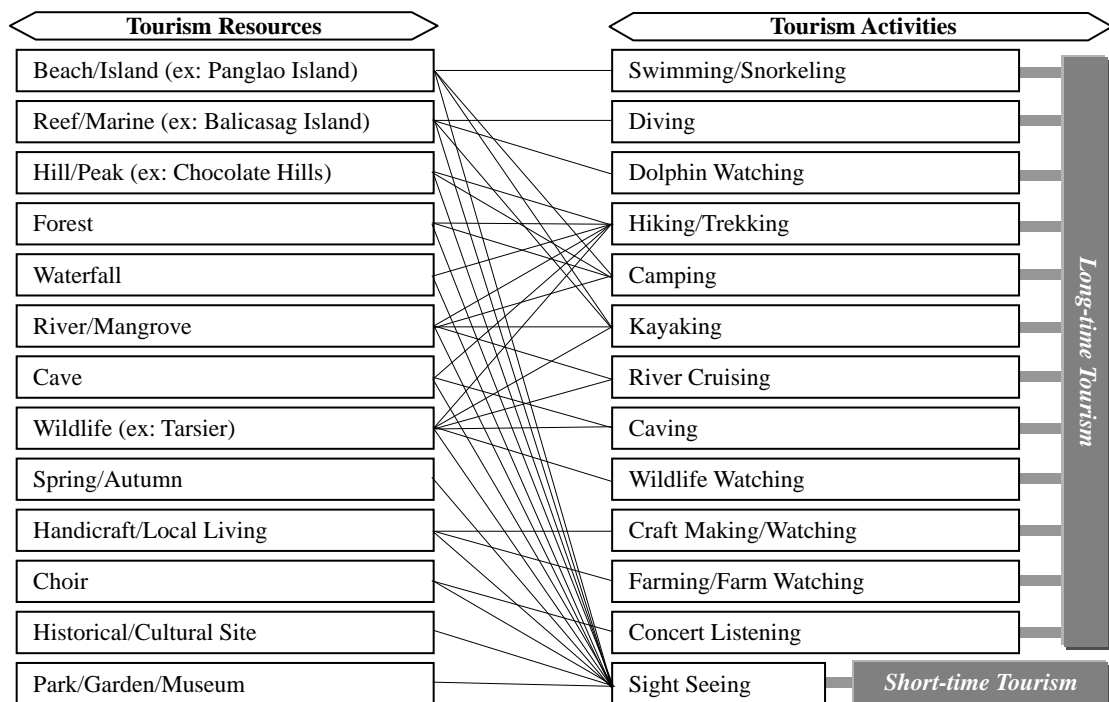 Tourism Resources
Tourism Activities
Beach/Island (ex: Panglao Island)
Swimming/Snorkeling
Reef/Marine (ex: Balicasag Island)
Diving
Hill/Peak (ex: Chocolate Hills)
Dolphin Watching
Forest
Hiking/Trekking
Waterfall
Camping
River/Mangrove
Kayaking
Cave
River Cruising
Wildlife (ex: Tarsier)
Caving
Spring/Autumn
Wildlife Watching
Handicraft/Local Living
Craft Making/Watching
Choir
Farming/Farm Watching
Historical/Cultural Site
Concert Listening
Park/Garden/Museum
Sight Seeing
Long-time Tourism
Short-time Tourism